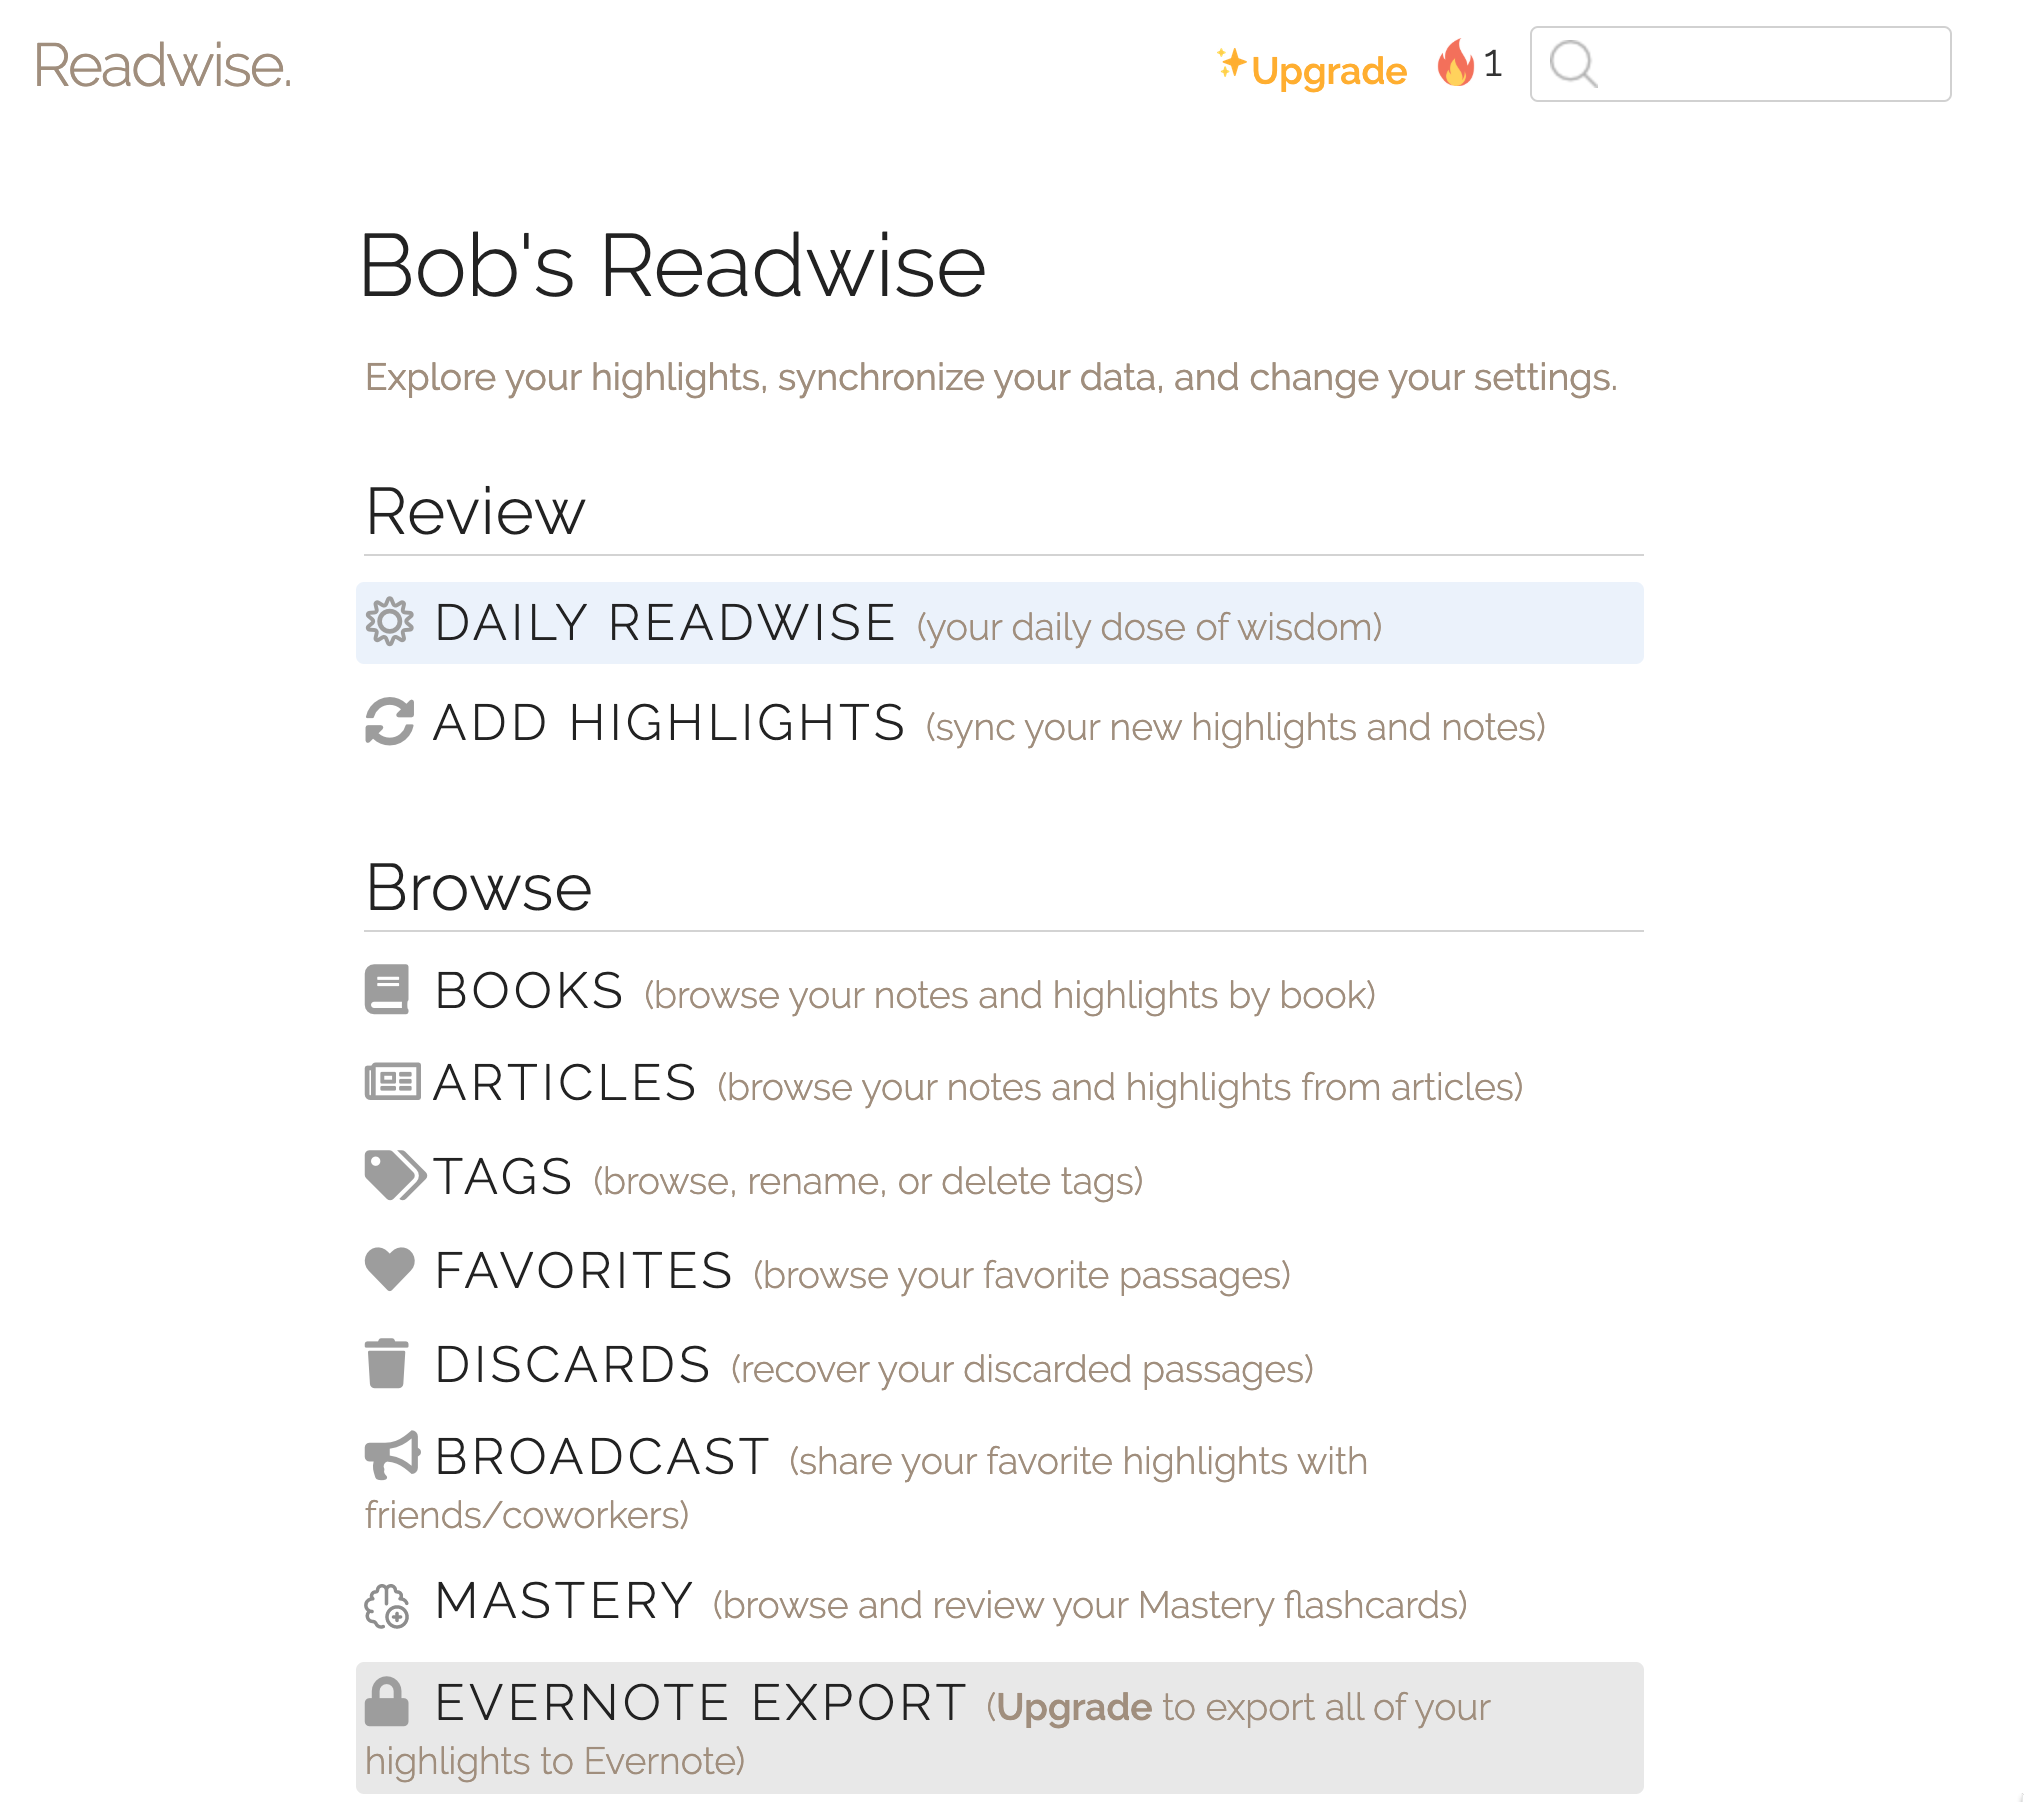 Readwise.
Upgrade 1
Bob's Readwise
Explore your highlights, synchronize your data, and change your settings.
Review
DAILY READWISE (your daily dose of wisdom)
ADD HIGHLIGHTS (sync your new highlights and notes)
Browse
BOOKS (browse your notes and highlights by book)
ARTICLES (browse your notes and highlights from articles)
TAGS (browse, rename, or delete tags)
FAVORITES (browse your favorite passages)
DISCARDS (recover your discarded passages)
BROADCAST (share your favorite highlights with
friends/coworkers)
MASTERY (browse and review your Mastery flashcards)
EVERNOTE EXPORT (Upgrade to export all of your
highlights to Evernote)